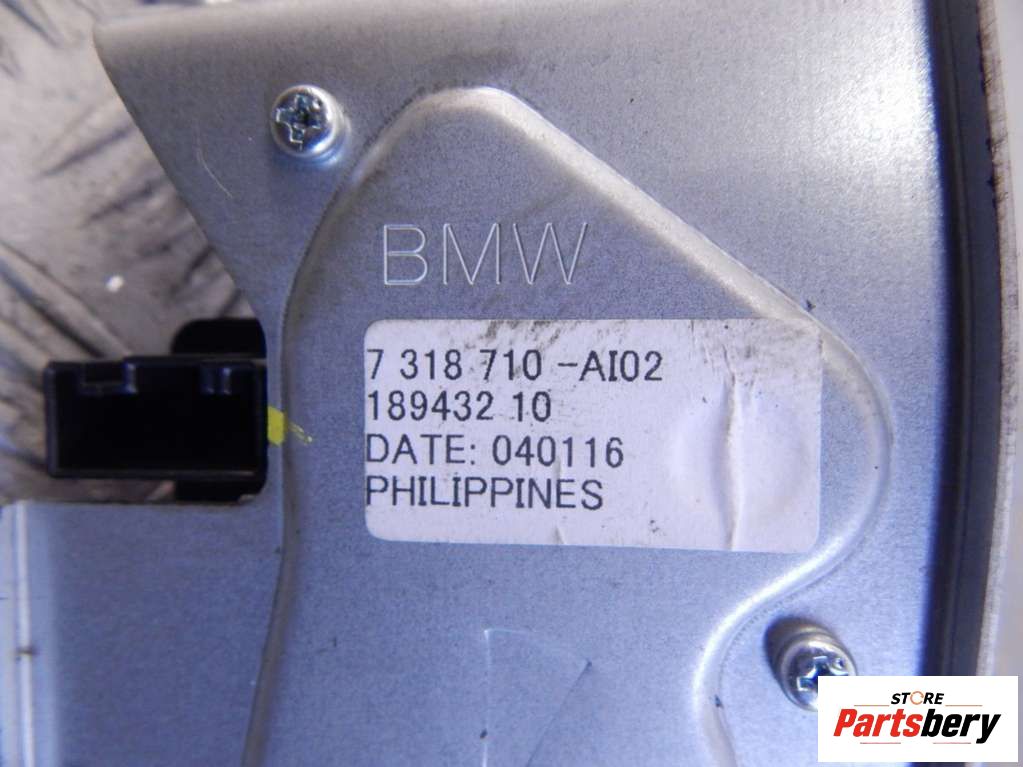 BMW
7 318 710 -AI02
189432 10
DATE: 040116
PHILIPPINES
STORE
Partsbery